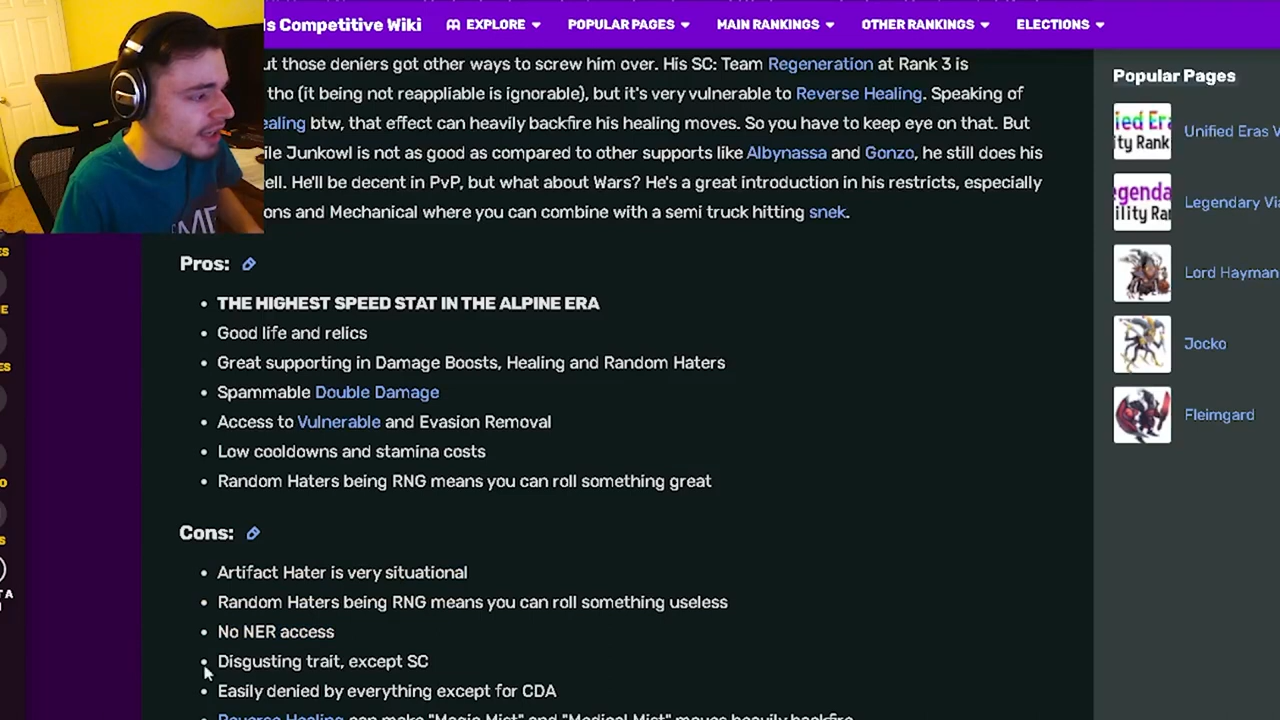 s Competitive Wiki EXPLORE POPULAR PAGES MAIN RANKINGS OTHER RANKINGS ELECTIONS
ut those deniers got other ways to screw him over. His SC: Team Regeneration at Rank 3 is
tho (it being not reappliable is ignorable), but it's very vulnerable to Reverse Healing. Speaking of
ealing btw, that effect can heavily backfire his healing moves. So you have to keep eye on that. But
ile Junkowl is not as good as compared to other supports like Albynassa and Gonzo, he still does his
ell. He'll be decent in PvP, but what about Wars? He's a great introduction in his restricts, especially
ons and Mechanical where you can combine with a semi truck hitting snek.
Pros:
• THE HIGHEST SPEED STAT IN THE ALPINE ERA
• Good life and relics
• Great supporting in Damage Boosts, Healing and Random Haters
• Spammable Double Damage
• Access to Vulnerable and Evasion Removal
• Low cooldowns and stamina costs
• Random Haters being RNG means you can roll something great
Cons:
• Artifact Hater is very situational
• Random Haters being RNG means you can roll something useless
• No NER access
• Disgusting trait, except SC
• Easily denied by everything except for CDA
• Reverse Healing can make "Magic Mist" and "Medical Mist" moves heavily backfire
Popular Pages
Unified Eras V
Legendary Via
Lord Hayman
Jocko
Fleimgard